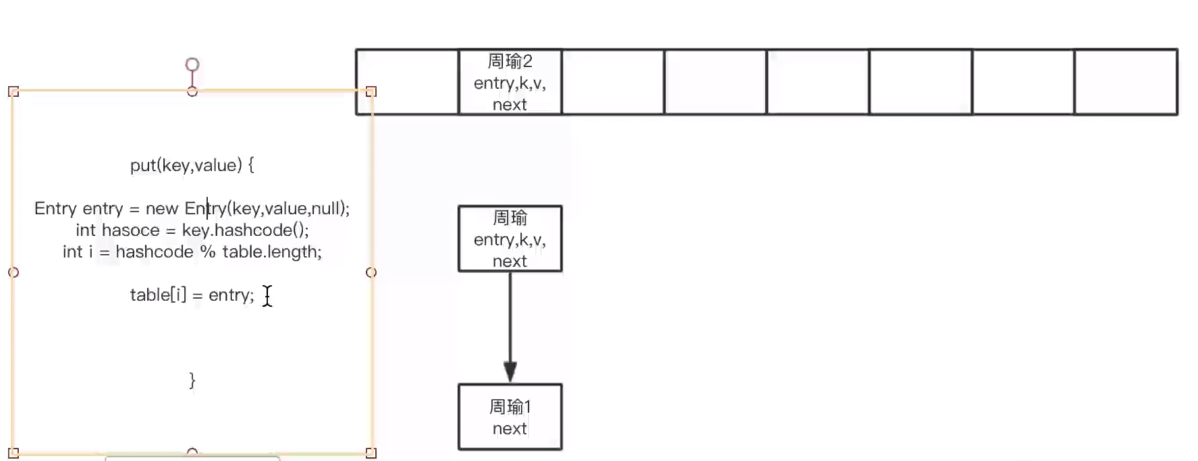 周瑜2
entry,k,v,
next
put(key,value) {
Entry entry = new Entry(key,value,null);
int hasoce = key.hashcode();
int i = hashcode % table.length;
table[i] = entry;
}
周瑜
entry,k,v,
next
周瑜1
next